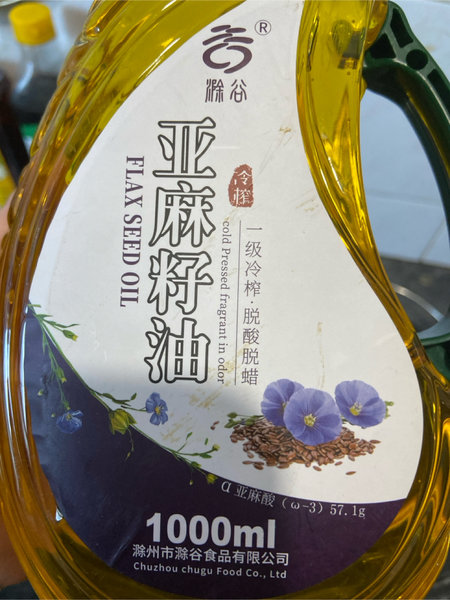 ®
滁谷
亚麻籽油
FLAX SEED OIL
冷榨
cold Pressed fragrant in odor
一级冷榨·脱酸脱蜡
α亚麻酸（ω-3）57.1g
1000ml
滁州市滁谷食品有限公司
Chuzhou chugu Food Co., Ltd